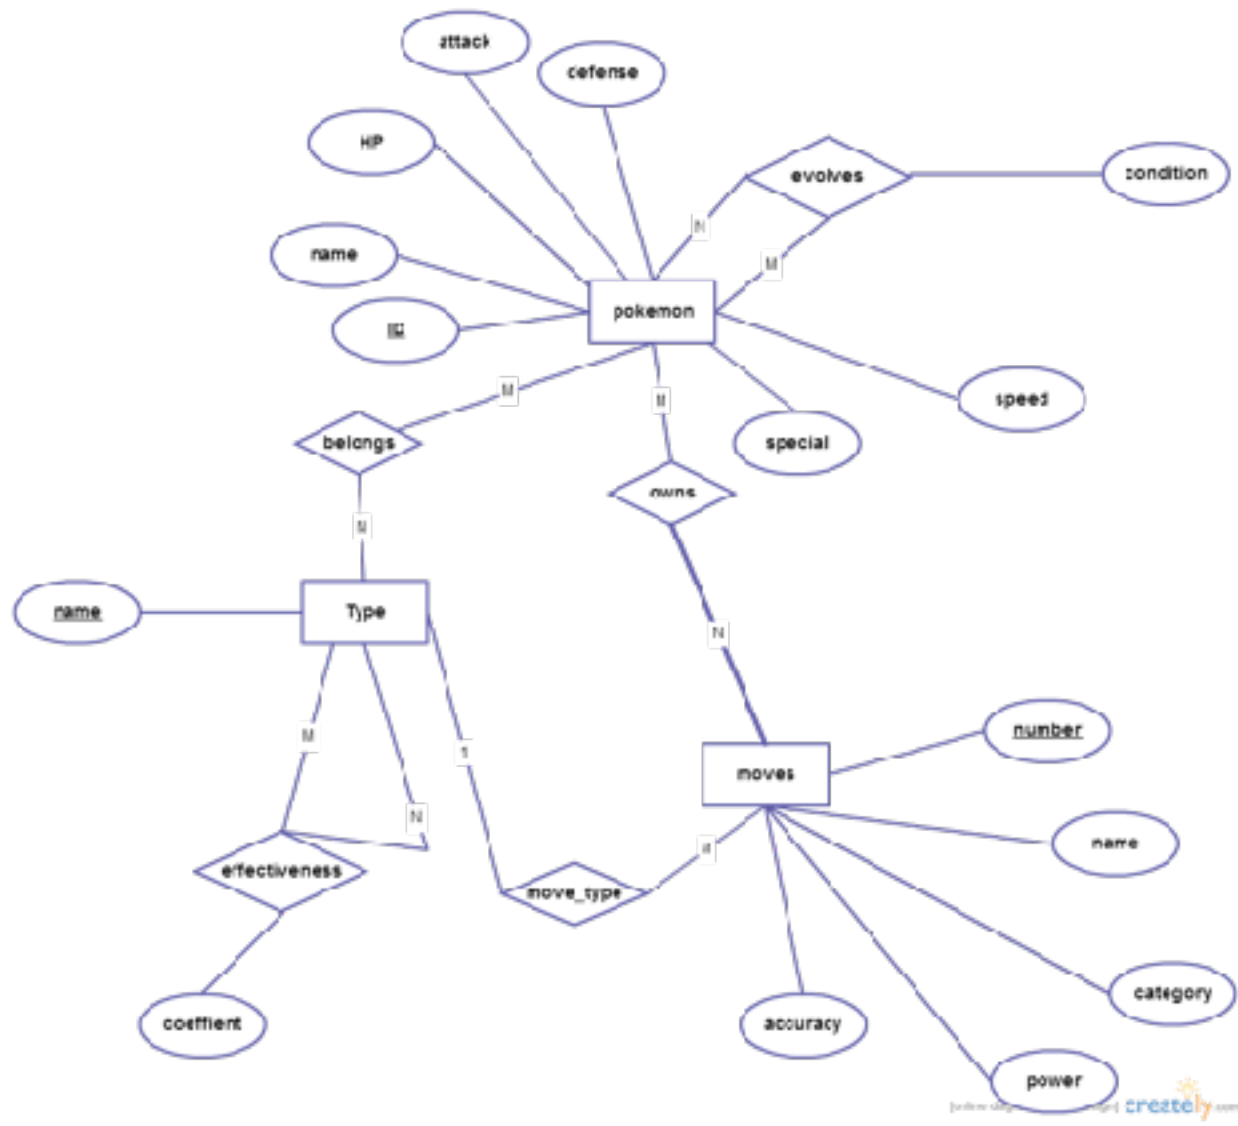 attack
defense
HP
evolves
condition
name
N
M
pokemon
ID
M
M
speed
belongs
special
owns
N
name
Type
N
number
M
1
moves
N
name
effectiveness
move_type
category
coeffient
accuracy
power
creately.com